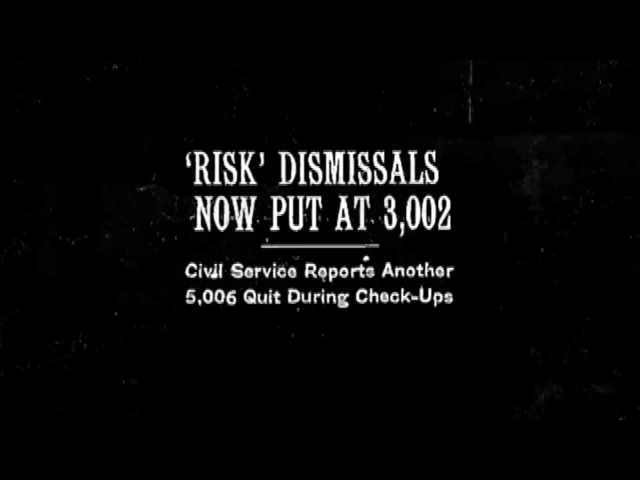 ‘RISK’ DISMISSALS
NOW PUT AT 3,002
Civil Service Reports Another
5,006 Quit During Check-Ups